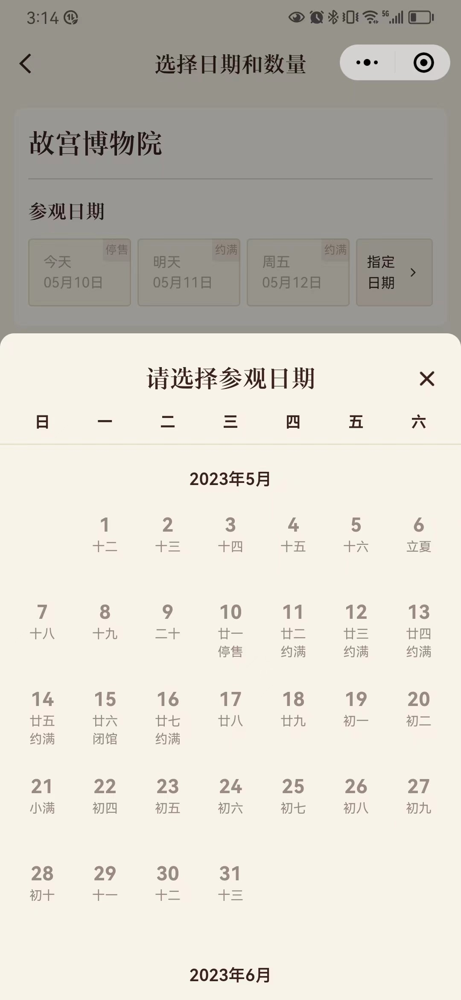 3:14
5G
选择日期和数量
故宫博物院
参观日期
停售 约满 约满
今天 明天 周五 指定
05月10日 05月11日 05月12日 日期
请选择参观日期
日 一 二 三 四 五 六
2023年5月
1 2 3 4 5 6
十二 十三 十四 十五 十六 立夏
7 8 9 10 11 12 13
十八 十九 二十 廿一 廿二 廿三 廿四
停售 约满 约满 约满
14 15 16 17 18 19 20
廿五 廿六 廿七 廿八 廿九 初一 初二
约满 闭馆 约满
21 22 23 24 25 26 27
小满 初四 初五 初六 初七 初八 初九
28 29 30 31
初十 十一 十二 十三
2023年6月